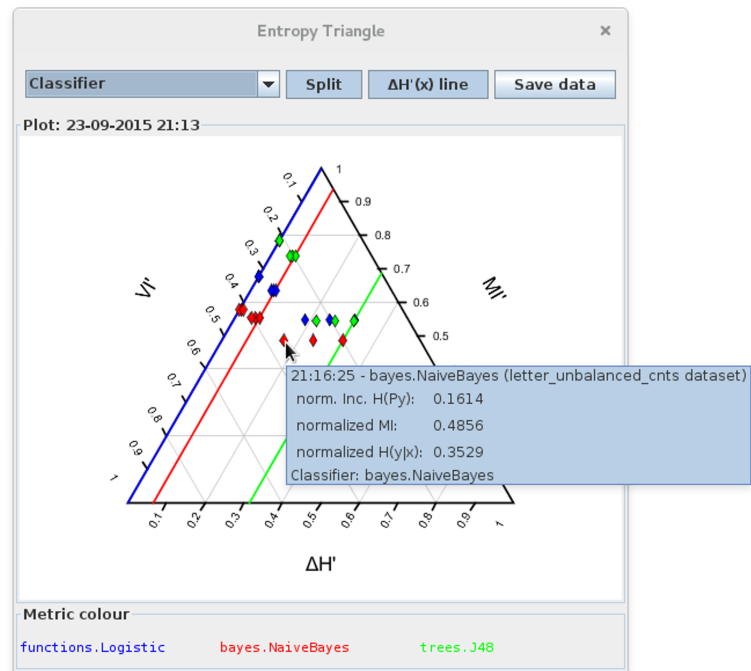 Entropy Triangle
×
Classifier
Split
ΔH'(x) line
Save data
Plot: 23-09-2015 21:13
1
0.1
0.9
0.2
0.8
0.3
0.7
VI'
MI'
0.4
0.6
0.5
0.5
0.6
0.7
0.8
0.9
1
21:16:25 - bayes.NaiveBayes (letter_unbalanced_cnts dataset)
norm. Inc. H(Py): 0.1614
normalized MI: 0.4856
normalized H(y|x): 0.3529
Classifier: bayes.NaiveBayes
0.1 0.2 0.3 0.4 0.5 0.6 0.7 0.8 0.9 1
ΔH'
Metric colour
functions.Logistic bayes.NaiveBayes trees.J48